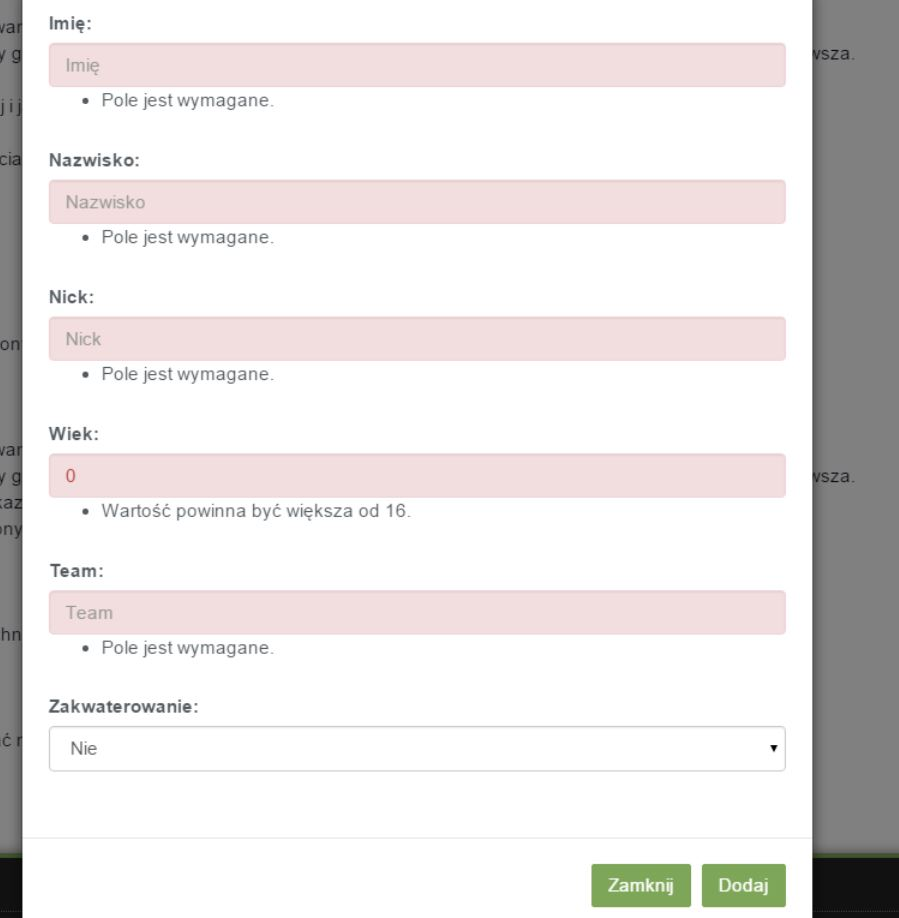 Imię:
Imię
Pole jest wymagane.
Nazwisko:
Nazwisko
Pole jest wymagane.
Nick:
Nick
Pole jest wymagane.
Wiek:
0
Wartość powinna być większa od 16.
Team:
Team
Pole jest wymagane.
Zakwaterowanie:
Nie
Zamknij Dodaj